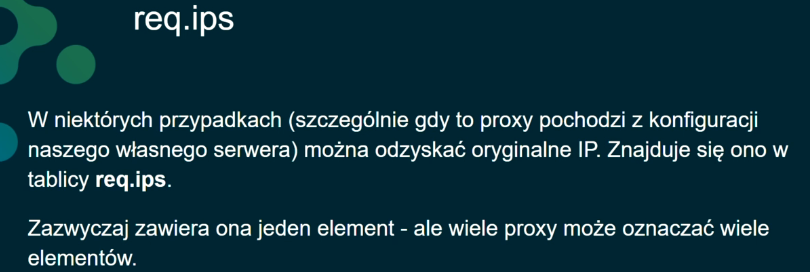 req.ips
W niektórych przypadkach (szczególnie gdy to proxy pochodzi z konfiguracji
naszego własnego serwera) można odzyskać oryginalne IP. Znajduje się ono w
tablicy req.ips.
Zazwyczaj zawiera ona jeden element - ale wiele proxy może oznaczać wiele
elementów.